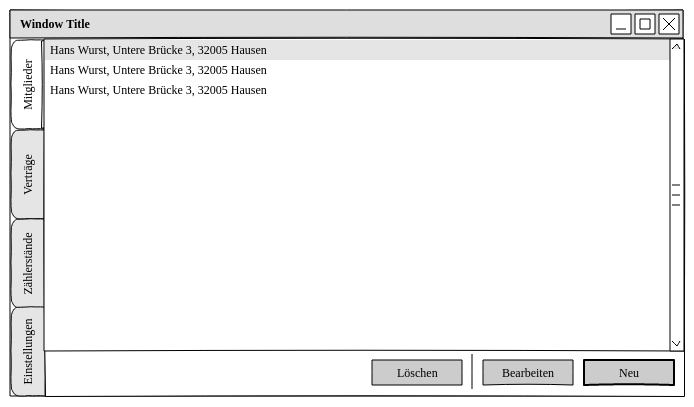 Window Title
Mitglieder
Verträge
Zählerstände
Einstellungen
Hans Wurst, Untere Brücke 3, 32005 Hausen
Hans Wurst, Untere Brücke 3, 32005 Hausen
Hans Wurst, Untere Brücke 3, 32005 Hausen
Löschen
Bearbeiten
Neu